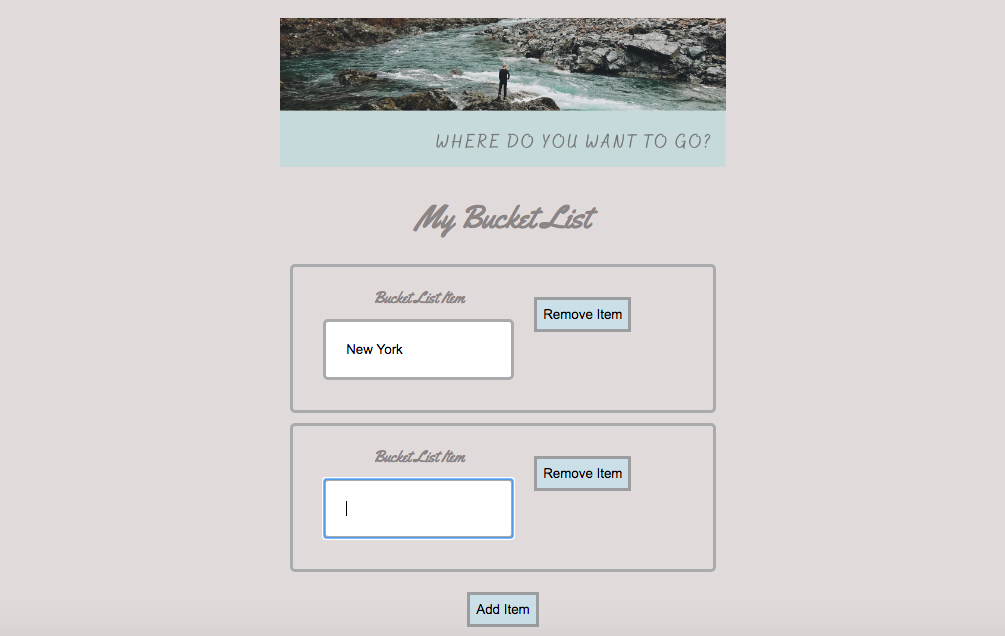 WHERE DO YOU WANT TO GO?
My Bucket List
Bucket List Item
Remove Item
New York
Bucket List Item
Remove Item
Add Item